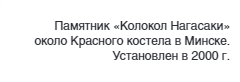 Памятник «Колокол Нагасаки»
около Красного костела в Минске.
Установлен в 2000 г.